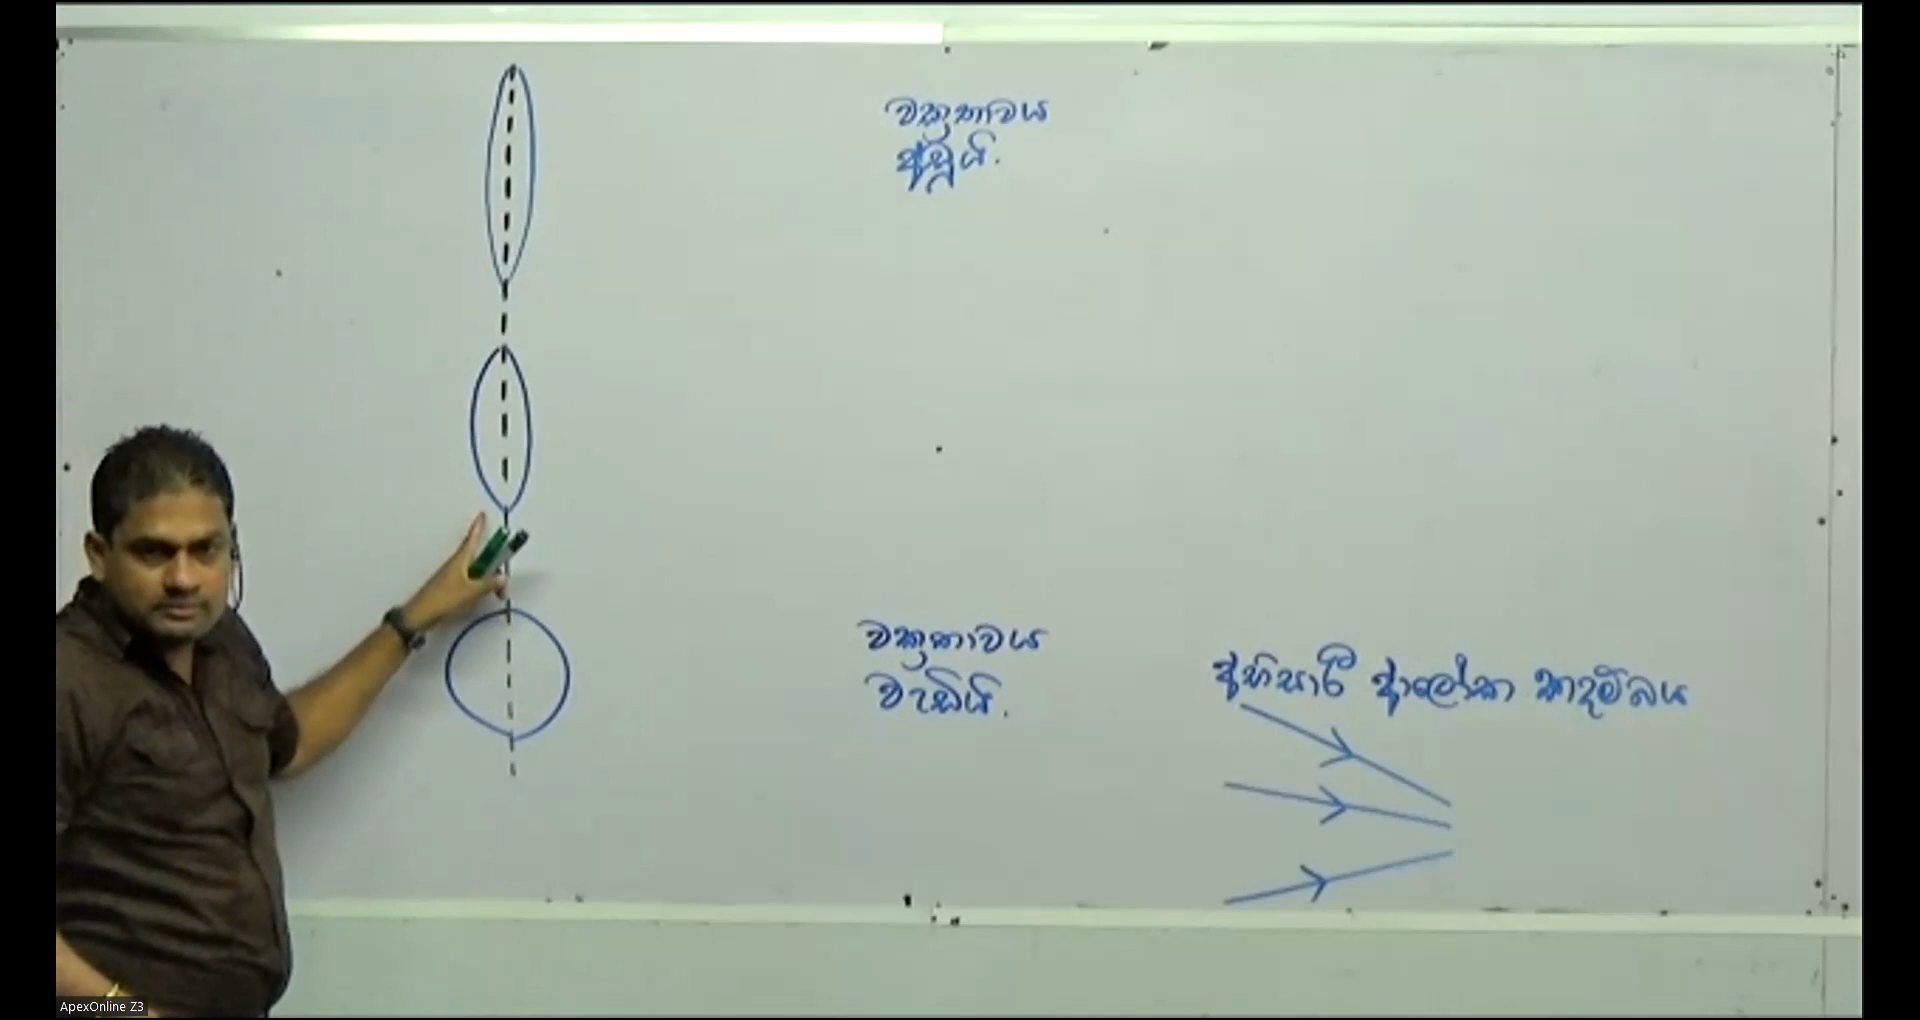 වක්‍රතාවය
අඩුයි.
වක්‍රතාවය
වැඩියි.
අභිසාරී ආලෝක කදම්බය
ApexOnline Z3